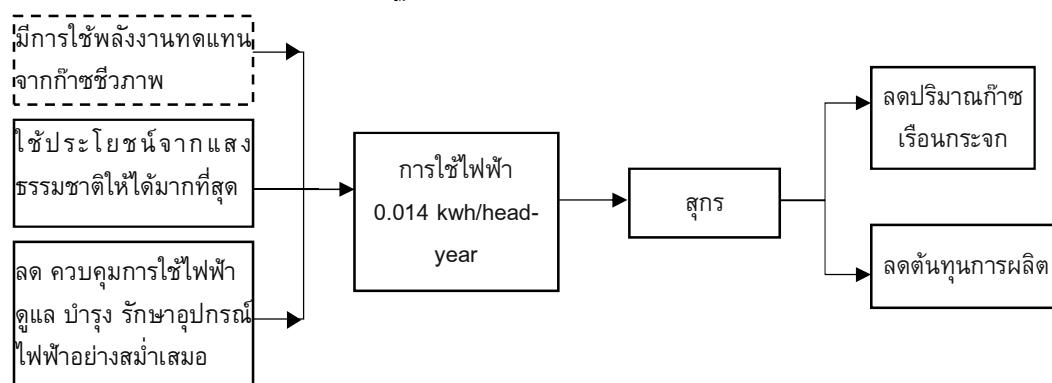 มีการใช้พลังงานทดแทน
จากก๊าซชีวภาพ
ใช้ประโยชน์จากแสง
ธรรมชาติให้ได้มากที่สุด
ลด ควบคุมการใช้ไฟฟ้า
ดูแล บำรุง รักษาอุปกรณ์
ไฟฟ้าอย่างสม่ำเสมอ
การใช้ไฟฟ้า
0.014 kwh/head-
year
สุกร
ลดปริมาณก๊าซ
เรือนกระจก
ลดต้นทุนการผลิต